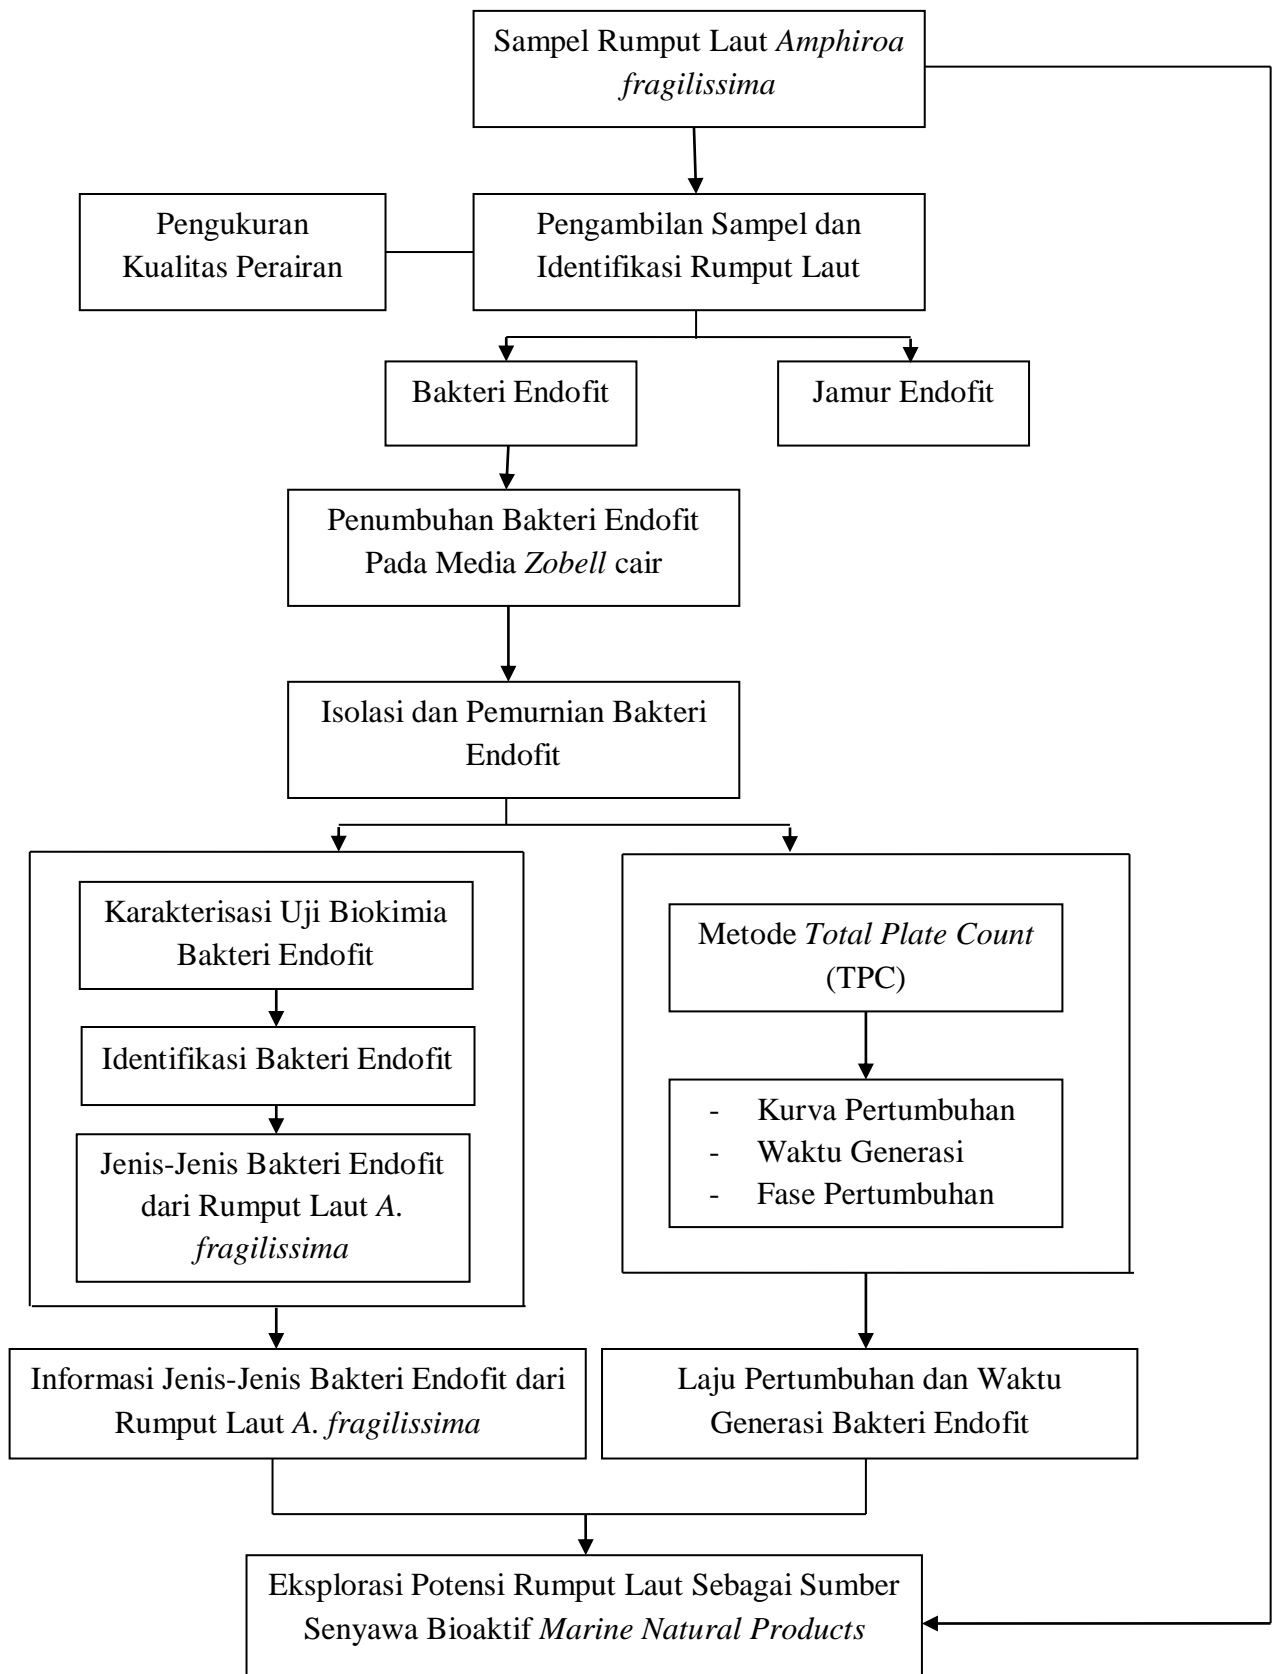 Sampel Rumput Laut Amphiroa
fragilissima
Pengukuran
Kualitas Perairan
Pengambilan Sampel dan
Identifikasi Rumput Laut
Bakteri Endofit
Jamur Endofit
Penumbuhan Bakteri Endofit
Pada Media Zobell cair
Isolasi dan Pemurnian Bakteri
Endofit
Karakterisasi Uji Biokimia
Bakteri Endofit
Identifikasi Bakteri Endofit
Jenis-Jenis Bakteri Endofit
dari Rumput Laut A.
fragilissima
Metode Total Plate Count
(TPC)
- Kurva Pertumbuhan
- Waktu Generasi
- Fase Pertumbuhan
Informasi Jenis-Jenis Bakteri Endofit dari
Rumput Laut A. fragilissima
Laju Pertumbuhan dan Waktu
Generasi Bakteri Endofit
Eksplorasi Potensi Rumput Laut Sebagai Sumber
Senyawa Bioaktif Marine Natural Products